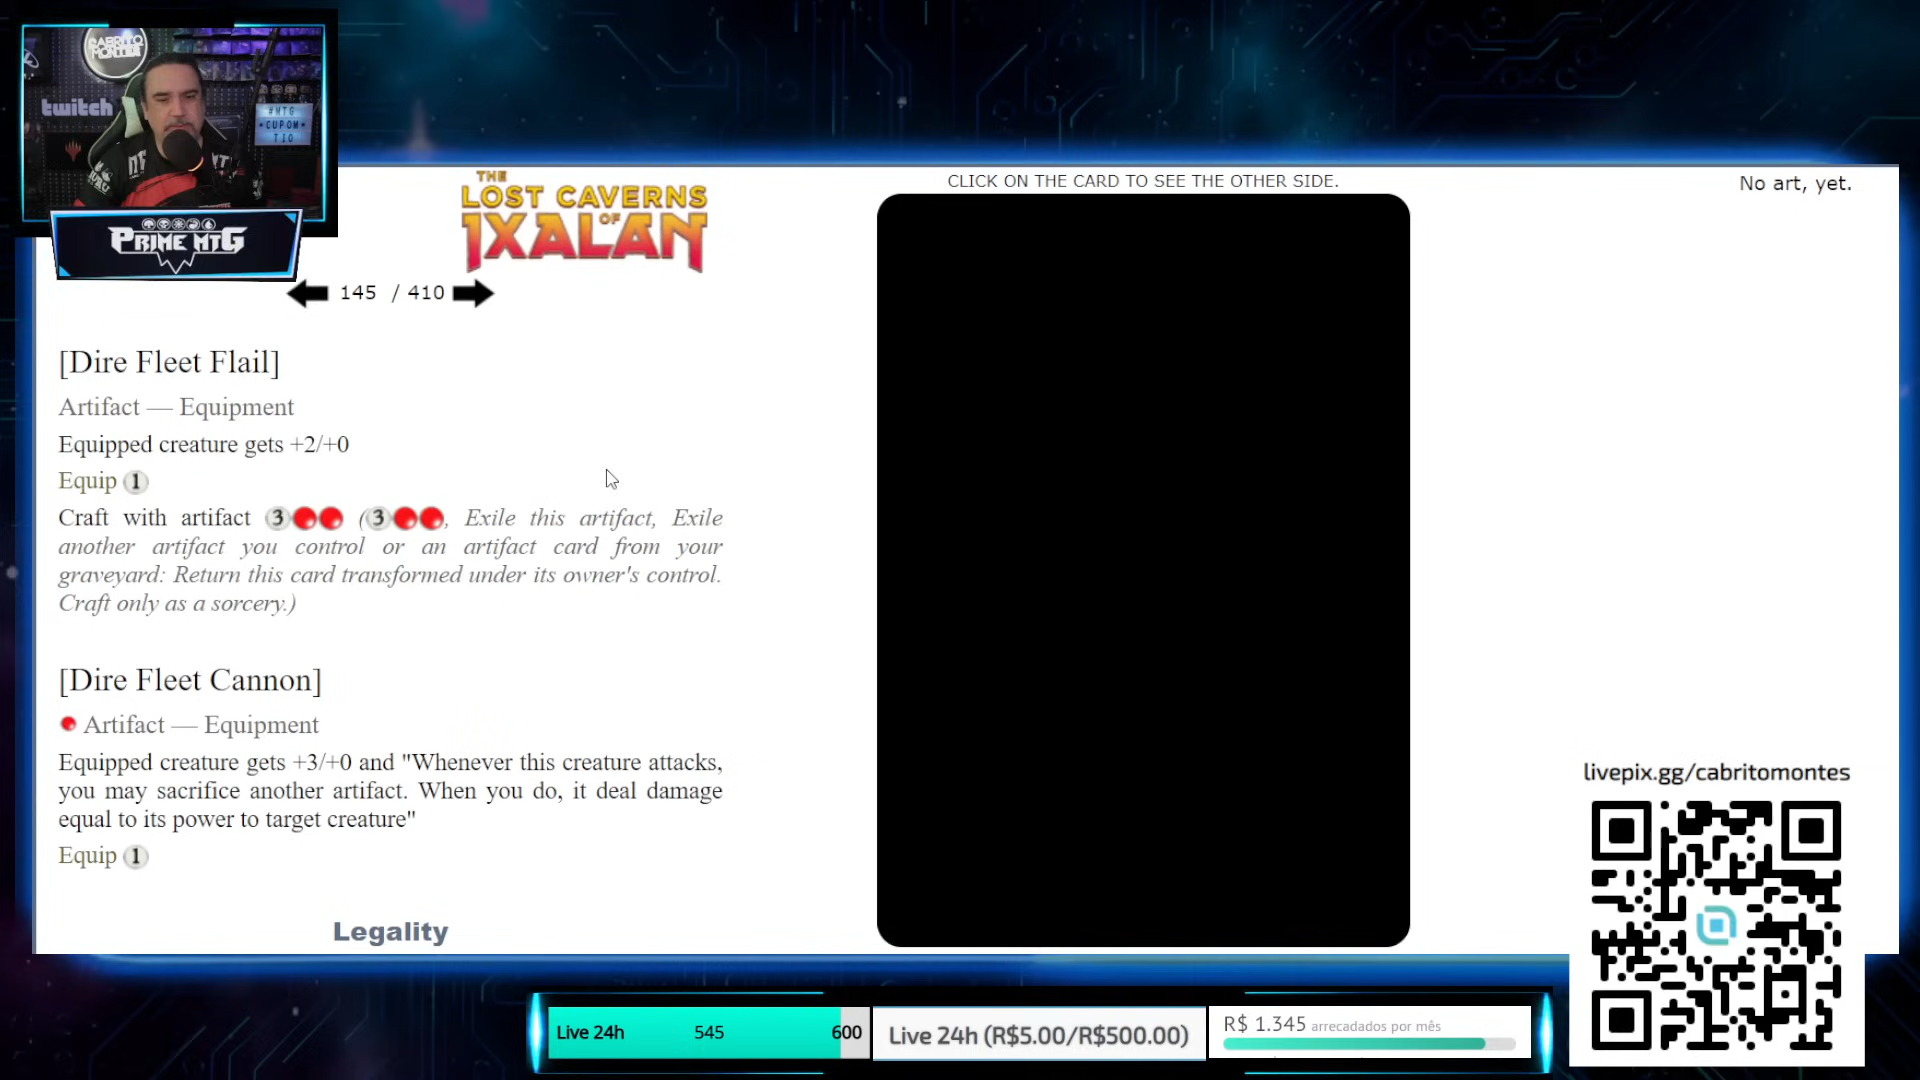 CABRITO
MONTES
twitch
#MTG
*CUPOM*
TIO
PRIME MTG
THE
LOST CAVERNS
OF
IXALAN
145 / 410
[Dire Fleet Flail]
Artifact — Equipment
Equipped creature gets +2/+0
Equip 1
Craft with artifact 3 (3, Exile this artifact, Exile
another artifact you control or an artifact card from your
graveyard: Return this card transformed under its owner's control.
Craft only as a sorcery.)
[Dire Fleet Cannon]
Artifact — Equipment
Equipped creature gets +3/+0 and "Whenever this creature attacks,
you may sacrifice another artifact. When you do, it deal damage
equal to its power to target creature"
Equip 1
Legality
CLICK ON THE CARD TO SEE THE OTHER SIDE.
No art, yet.
livepix.gg/cabritomontes
Live 24h 545 600
Live 24h (R$5.00/R$500.00)
R$ 1.345 arrecadados por mês